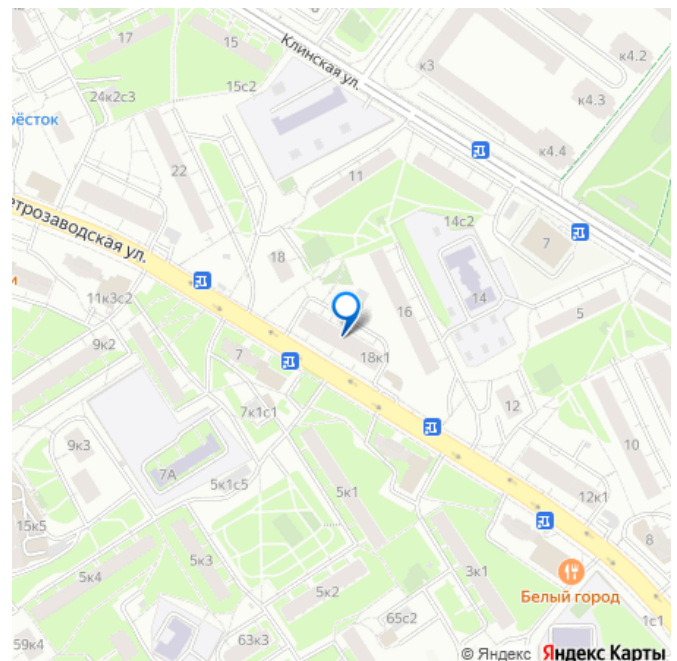 17
15
Клинская ул.
к3
к4.2
к4.3
к4.4
15с2
24к2с3
рёсток
22
11
14с2
7
етрозаводская ул.
18
и
11к3с2
16
14
5
9к2
7
18к1
12
7к1с1
9к3
7А
5к1с5
5к1
10
12к1
15к5
5к3
5к4
5к2
3к1
8
Белый город
65с2
63к3
59к4
1с1
© Яндекс Яндекс Карты